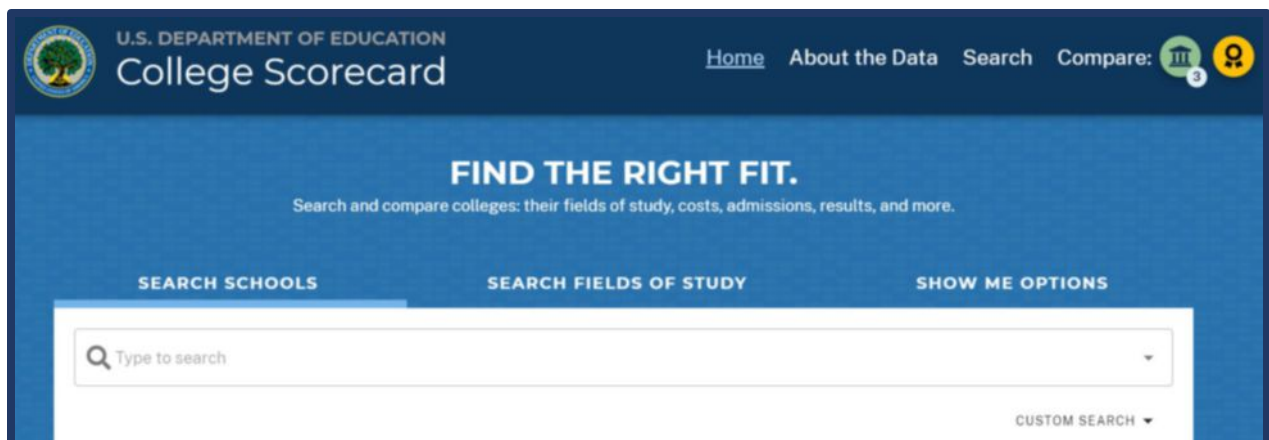 U.S. DEPARTMENT OF EDUCATION
College Scorecard
Home About the Data Search Compare: 3
FIND THE RIGHT FIT.
Search and compare colleges: their fields of study, costs, admissions, results, and more.
SEARCH SCHOOLS SEARCH FIELDS OF STUDY SHOW ME OPTIONS
Type to search
CUSTOM SEARCH